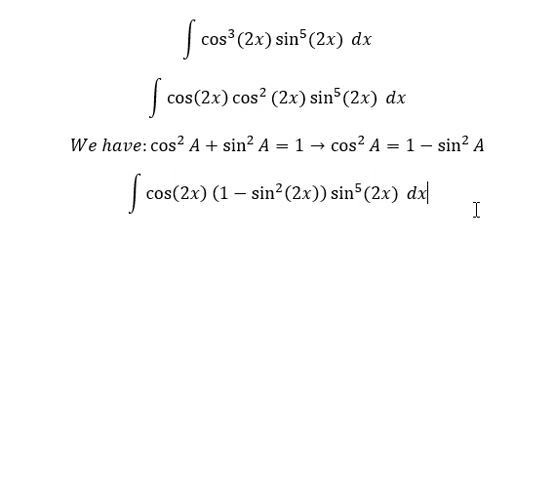 ∫ cos³(2x) sin⁵(2x) dx
∫ cos(2x) cos² (2x) sin⁵(2x) dx
We have: cos² A + sin² A = 1 → cos² A = 1 − sin² A
∫ cos(2x) (1 − sin²(2x)) sin⁵(2x) dx